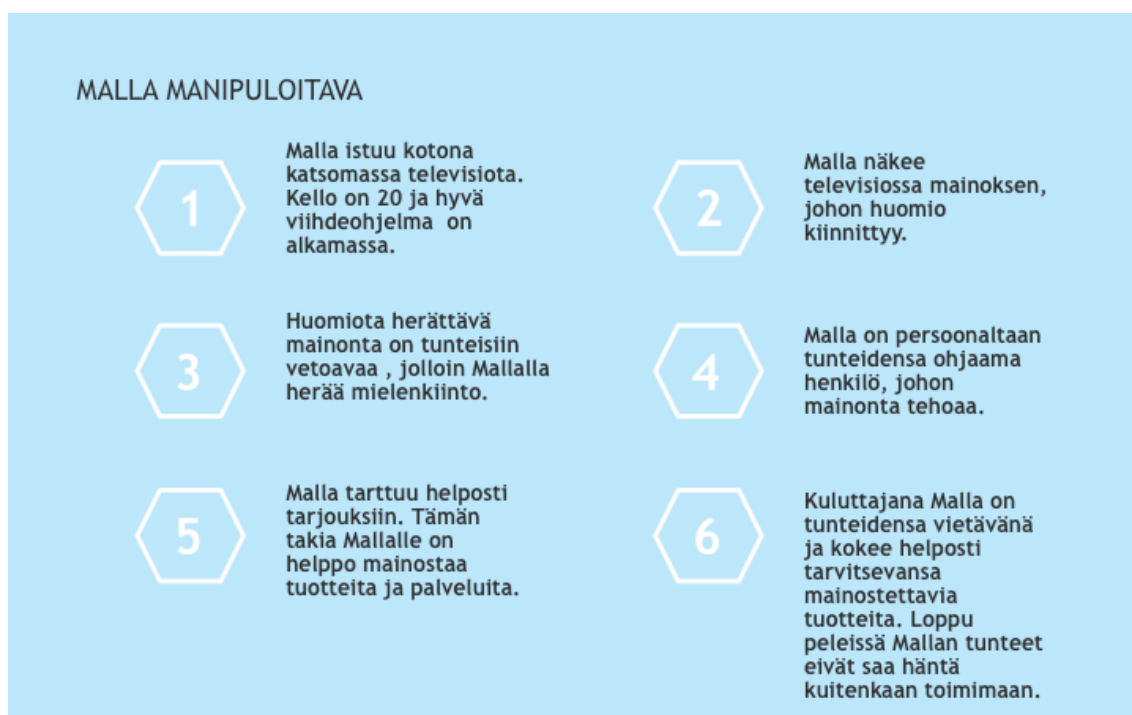 MALLA MANIPULOITAVA
1
Malla istuu kotona
katsomassa televisiota.
Kello on 20 ja hyvä
viihdeohjelma on
alkamassa.
2
Malla näkee
televisiossa mainoksen,
johon huomio
kiinnittyy.
3
Huomiota herättävä
mainonta on tunteisiin
vetoavaa , jolloin Mallalla
herää mielenkiinto.
4
Malla on persoonaltaan
tunteidensa ohjaama
henkilö, johon
mainonta tehoaa.
5
Malla tarttuu helposti
tarjouksiin. Tämän
takia Mallalle on
helppo mainostaa
tuotteita ja palveluita.
6
Kuluttajana Malla on
tunteidensa vietävänä
ja kokee helposti
tarvitsevansa
mainostettavia
tuotteita. Loppu
peleissä Mallan tunteet
eivät saa häntä
kuitenkaan toimimaan.